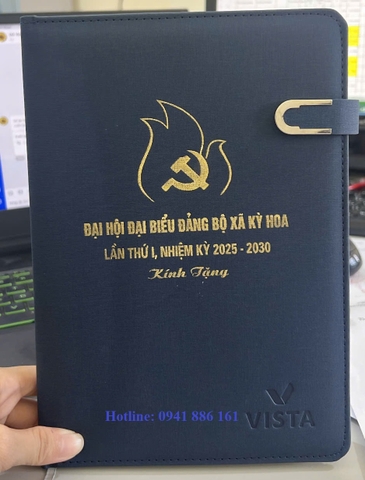 ĐẠI HỘI ĐẠI BIỂU ĐẢNG BỘ XÃ KỲ HOA
LẦN THỨ I, NHIỆM KỲ 2025 - 2030
Kính Tặng
Hotline: 0941 886 161
VISTA